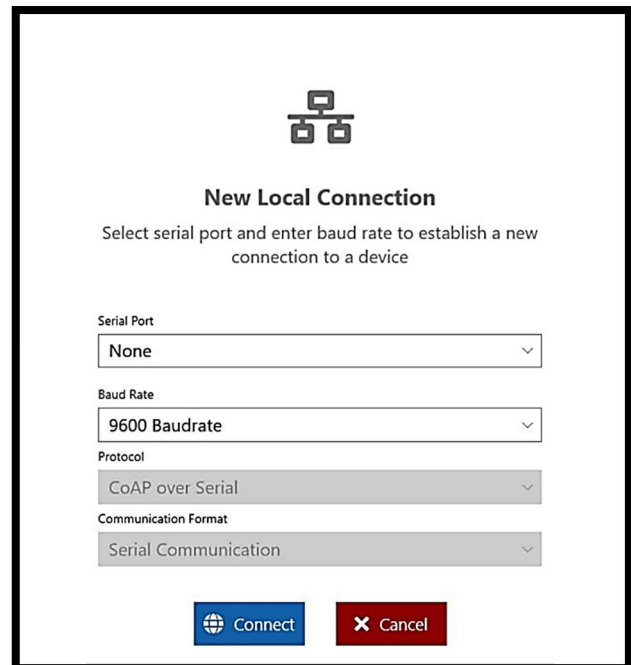 New Local Connection
Select serial port and enter baud rate to establish a new
connection to a device
Serial Port
None
Baud Rate
9600 Baudrate
Protocol
CoAP over Serial
Communication Format
Serial Communication
Connect
Cancel